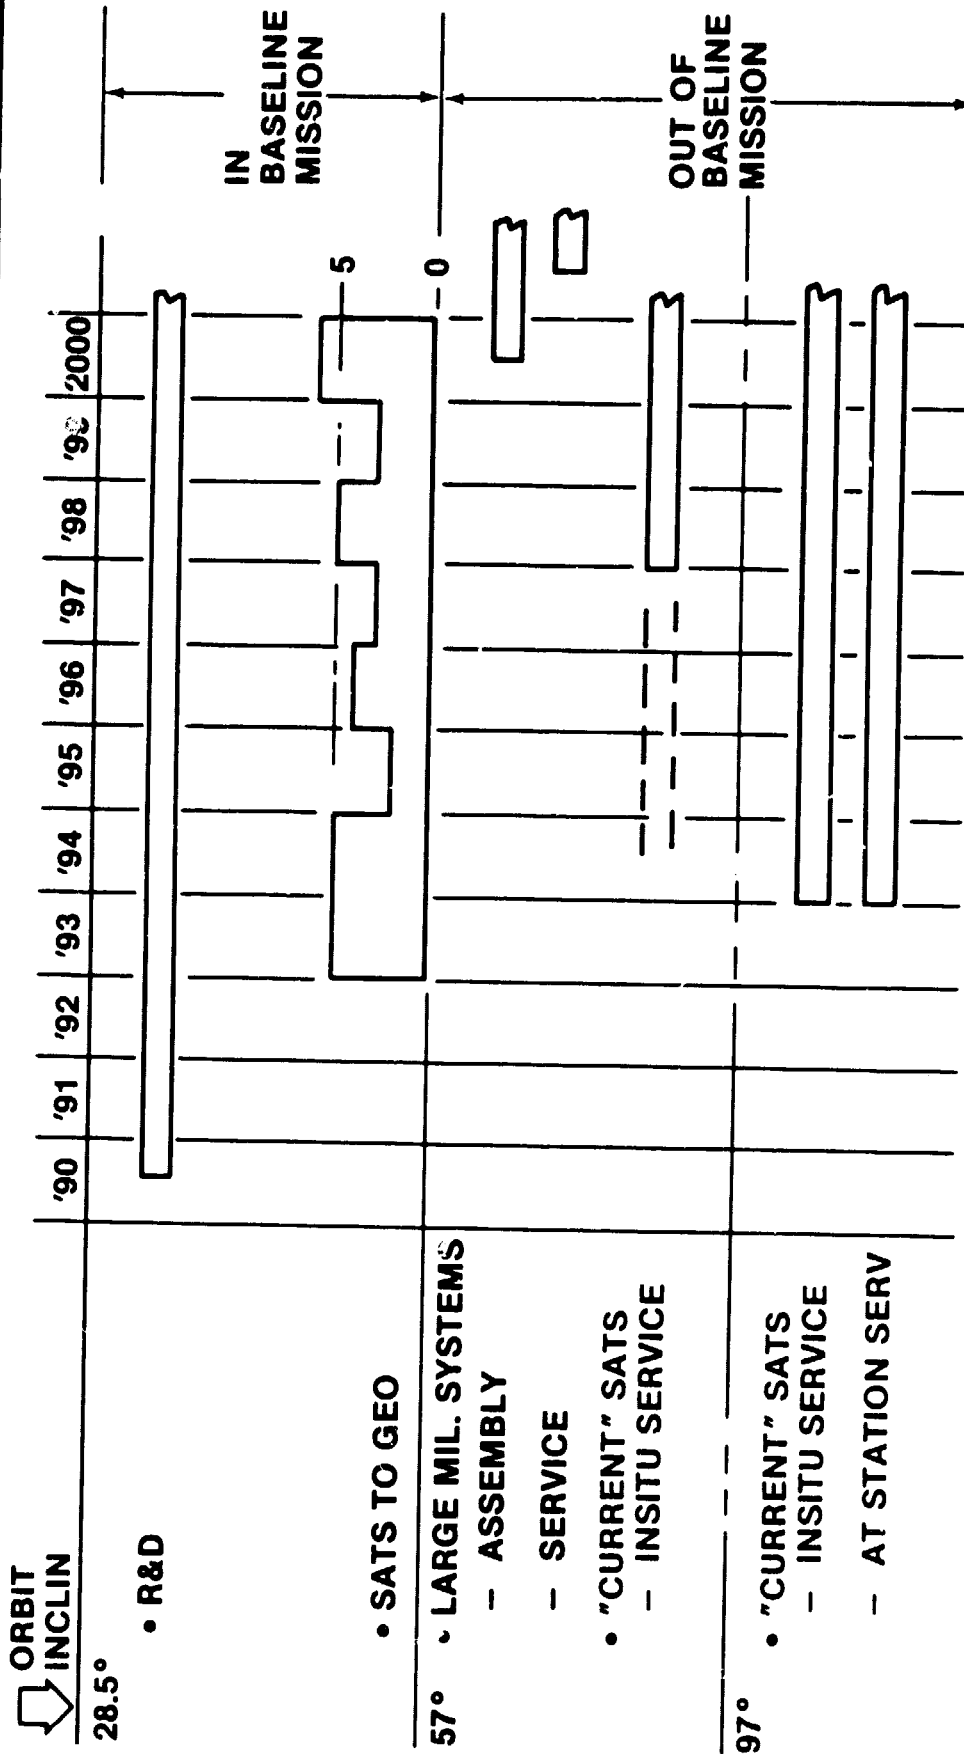 ORBIT
INCLIN
'90 '91 '92 '93 '94 '95 '96 '97 '98 '99 2000
28.5°
• R&D
• SATS TO GEO
5
0
IN
BASELINE
MISSION
57°
• LARGE MIL. SYSTEMS
– ASSEMBLY
– SERVICE
• "CURRENT" SATS
– INSITU SERVICE
OUT OF
BASELINE
MISSION
97°
• "CURRENT" SATS
– INSITU SERVICE
– AT STATION SERV